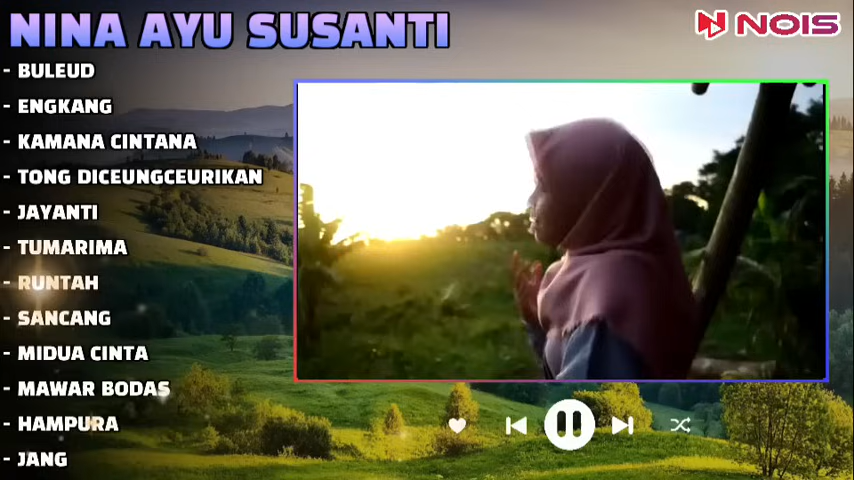 NINA AYU SUSANTI
NOIS
- BULEUD
- ENGKANG
- KAMANA CINTANA
- TONG DICEUNGCEURIKAN
- JAYANTI
- TUMARIMA
- RUNTAH
- SANCANG
- MIDUA CINTA
- MAWAR BODAS
- HAMPURA
- JANG